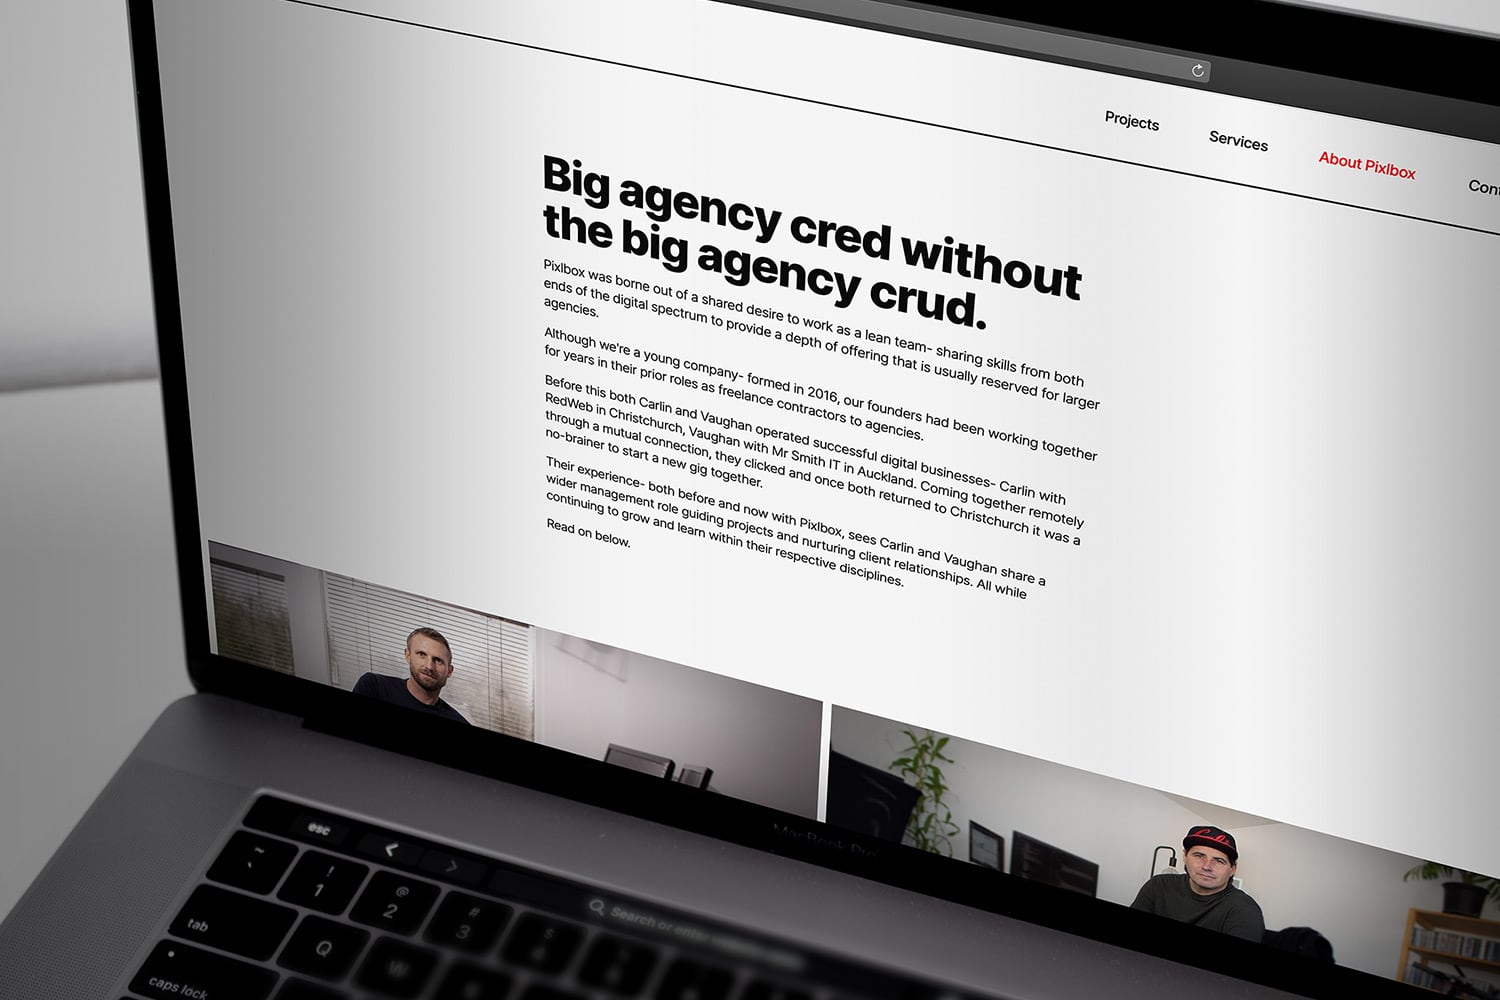 Projects
Services
About Pixlbox
Cont
Big agency cred without
the big agency crud.
Pixlbox was borne out of a shared desire to work as a lean team- sharing skills from both
ends of the digital spectrum to provide a depth of offering that is usually reserved for larger
agencies.
Although we're a young company- formed in 2016, our founders had been working together
for years in their prior roles as freelance contractors to agencies.
Before this both Carlin and Vaughan operated successful digital businesses- Carlin with
RedWeb in Christchurch, Vaughan with Mr Smith IT in Auckland. Coming together remotely
through a mutual connection, they clicked and once both returned to Christchurch it was a
no-brainer to start a new gig together.
Their experience- both before and now with Pixlbox, sees Carlin and Vaughan share a
wider management role guiding projects and nurturing client relationships. All while
continuing to grow and learn within their respective disciplines.
Read on below.
MacBook Pro
esc
Search or enter
~
!
1
@
2
#
3
$
tab
Q
W
caps lock